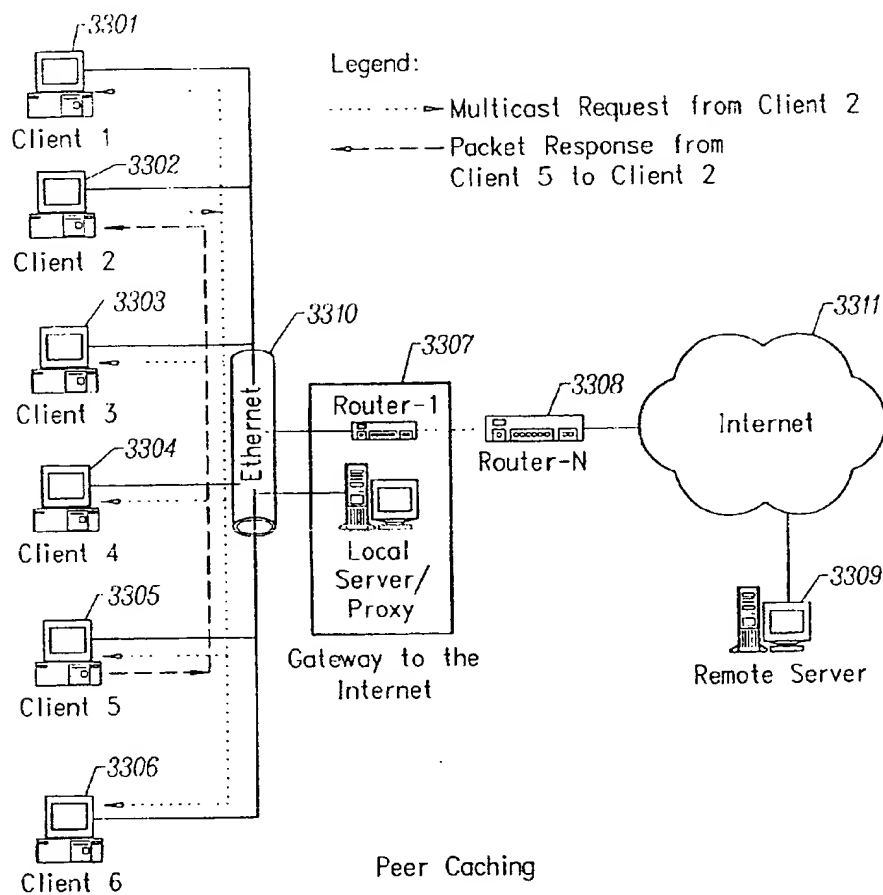 3301
Client 1
Legend:
Multicast Request from Client 2
Packet Response from
Client 5 to Client 2
3302
Client 2
3303
Client 3
3310
Ethernet
3307
Router-1
3308
Router-N
3311
Internet
3304
Client 4
Local
Server/
Proxy
Gateway to the
Internet
3305
Client 5
3309
Remote Server
3306
Client 6
Peer Caching